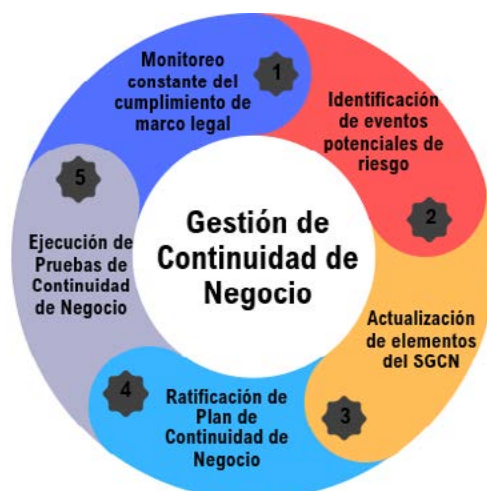 Monitoreo
constante del
cumplimiento de
marco legal
1
Identificación
de eventos
potenciales de
riesgo
2
Actualización
de elementos
del SGCN
3
Ratificación de
Plan de
Continuidad de
Negocio
4
Ejecución de
Pruebas de
Continuidad
de Negocio
5
Gestión de
Continuidad de
Negocio